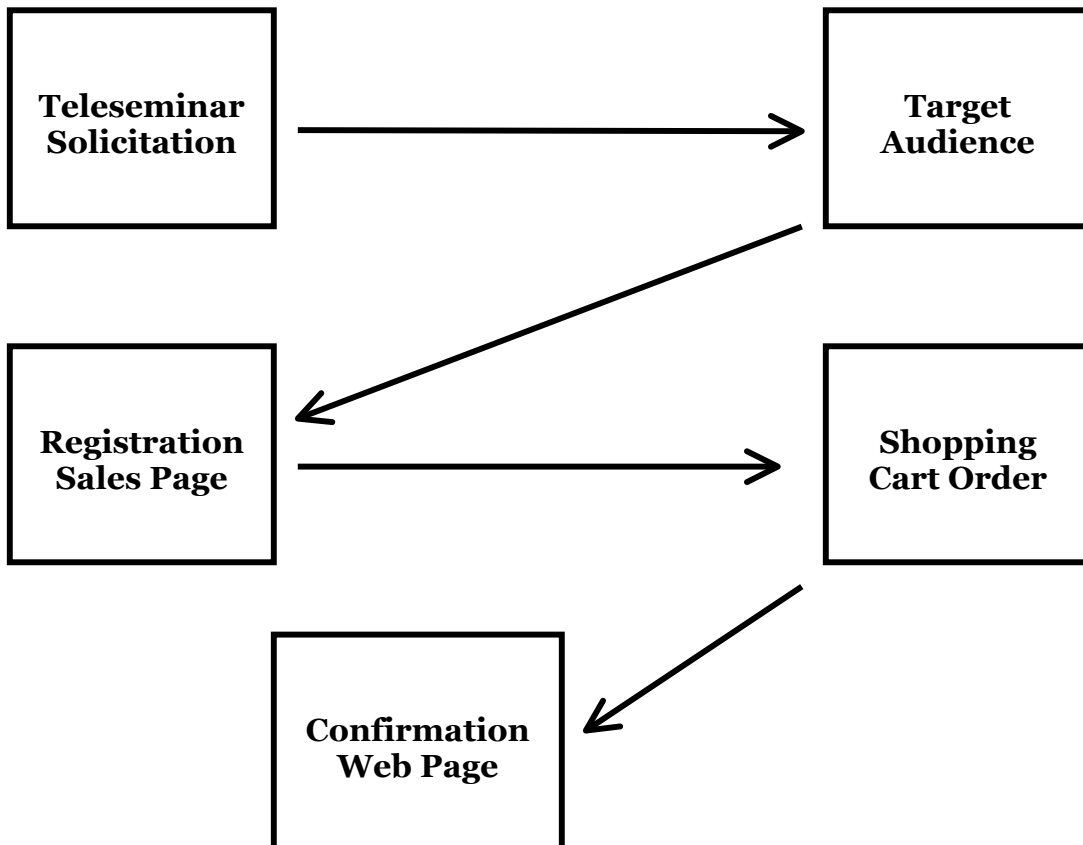 Teleseminar
Solicitation
Target
Audience
Registration
Sales Page
Shopping
Cart Order
Confirmation
Web Page